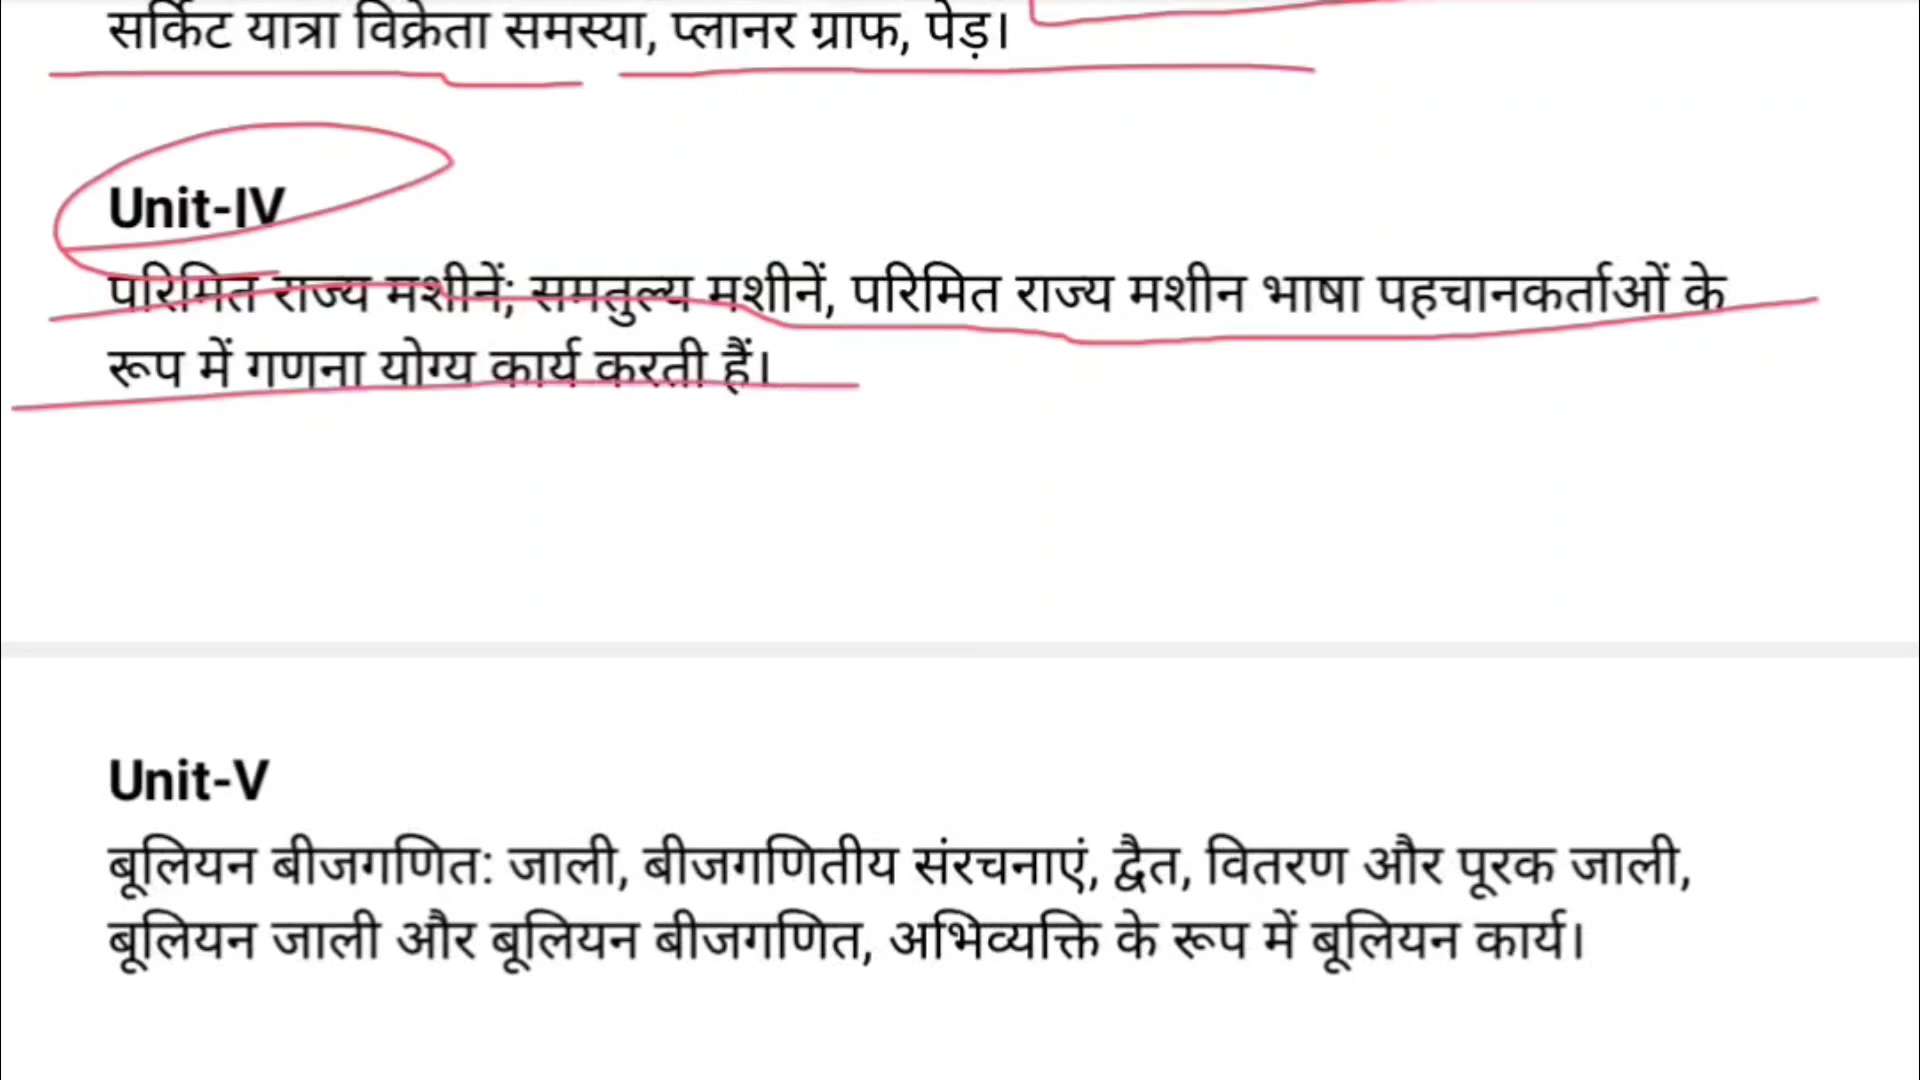 सर्किट यात्रा विक्रेता समस्या, प्लानर ग्राफ, पेड़।
Unit-IV
परिमित राज्य मशीनें; समतुल्य मशीनें, परिमित राज्य मशीन भाषा पहचानकर्ताओं के
रूप में गणना योग्य कार्य करती हैं।
Unit-V
बूलियन बीजगणित: जाली, बीजगणितीय संरचनाएं, द्वैत, वितरण और पूरक जाली,
बूलियन जाली और बूलियन बीजगणित, अभिव्यक्ति के रूप में बूलियन कार्य।